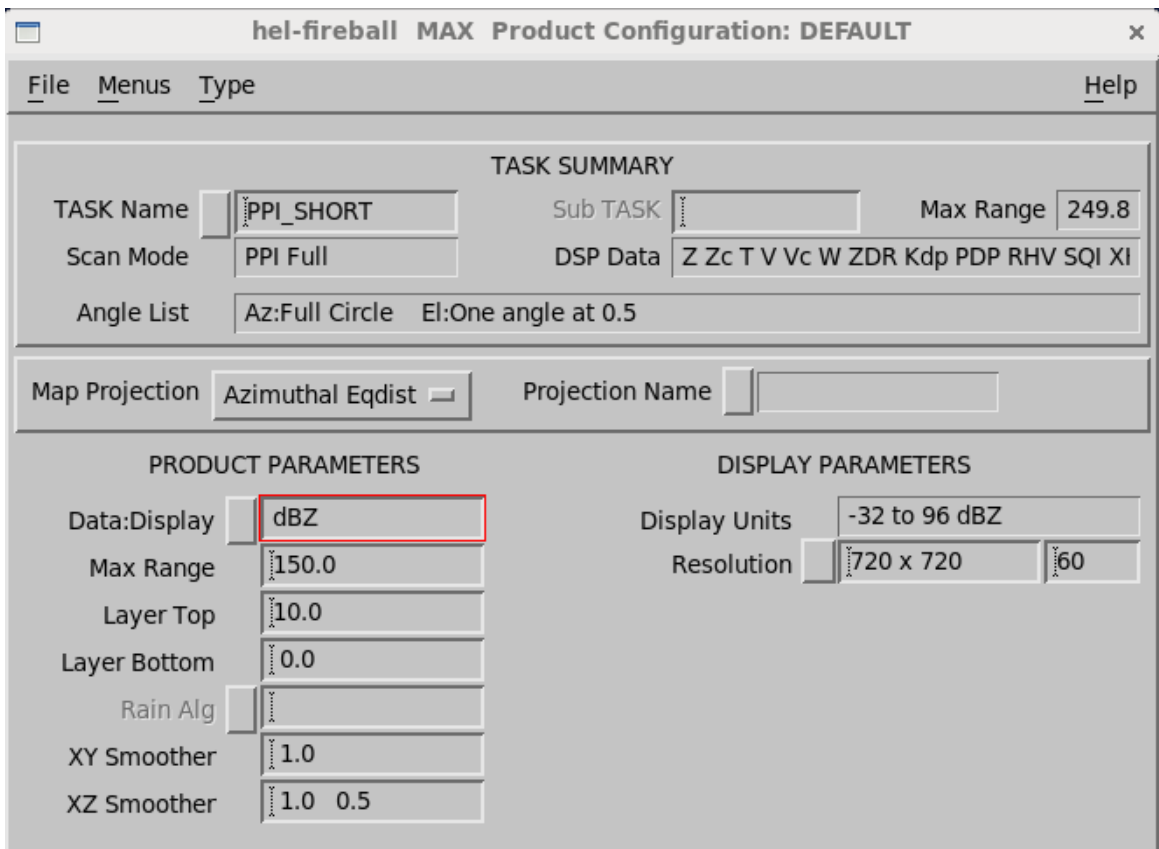 hel-fireball MAX Product Configuration: DEFAULT ×
File Menus Type Help
TASK SUMMARY
TASK Name PPI_SHORT Sub TASK Max Range 249.8
Scan Mode PPI Full DSP Data Z Zc T V Vc W ZDR Kdp PDP RHV SQI
Angle List Az:Full Circle El:One angle at 0.5
Map Projection Azimuthal Eqdist Projection Name
PRODUCT PARAMETERS DISPLAY PARAMETERS
Data:Display dBZ Display Units -32 to 96 dBZ
Max Range 150.0 Resolution 720 x 720 60
Layer Top 10.0
Layer Bottom 0.0
Rain Alg
XY Smoother 1.0
XZ Smoother 1.0 0.5